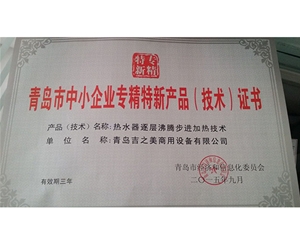 专精特新
青岛市中小企业专精特新产品（技术）证书
产品（技术）名称：热水器逐层沸腾步进加热技术
单 位 名 称：青岛吉之美商用设备有限公司
青岛市经济和信息化委员会
有效期三年
二〇一五年九月